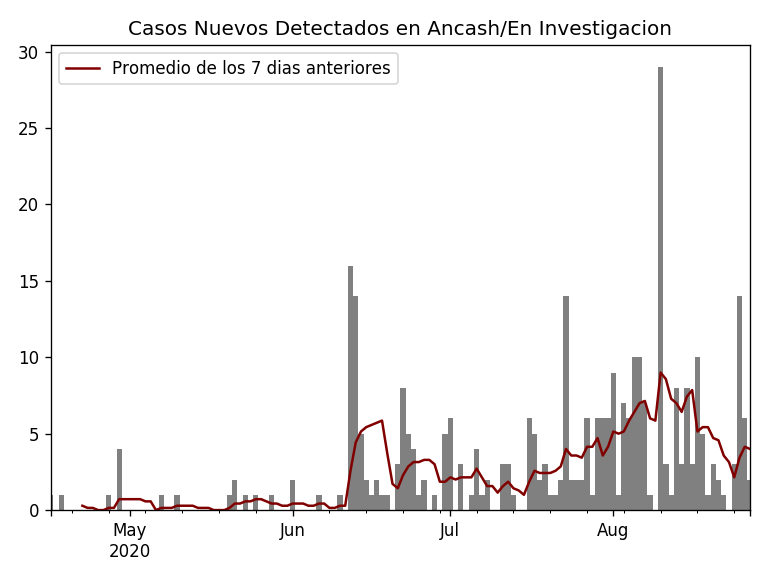 Casos Nuevos Detectados en Ancash/En Investigacion
Promedio de los 7 dias anteriores
30
25
20
15
10
5
0
May Jun Jul Aug
2020